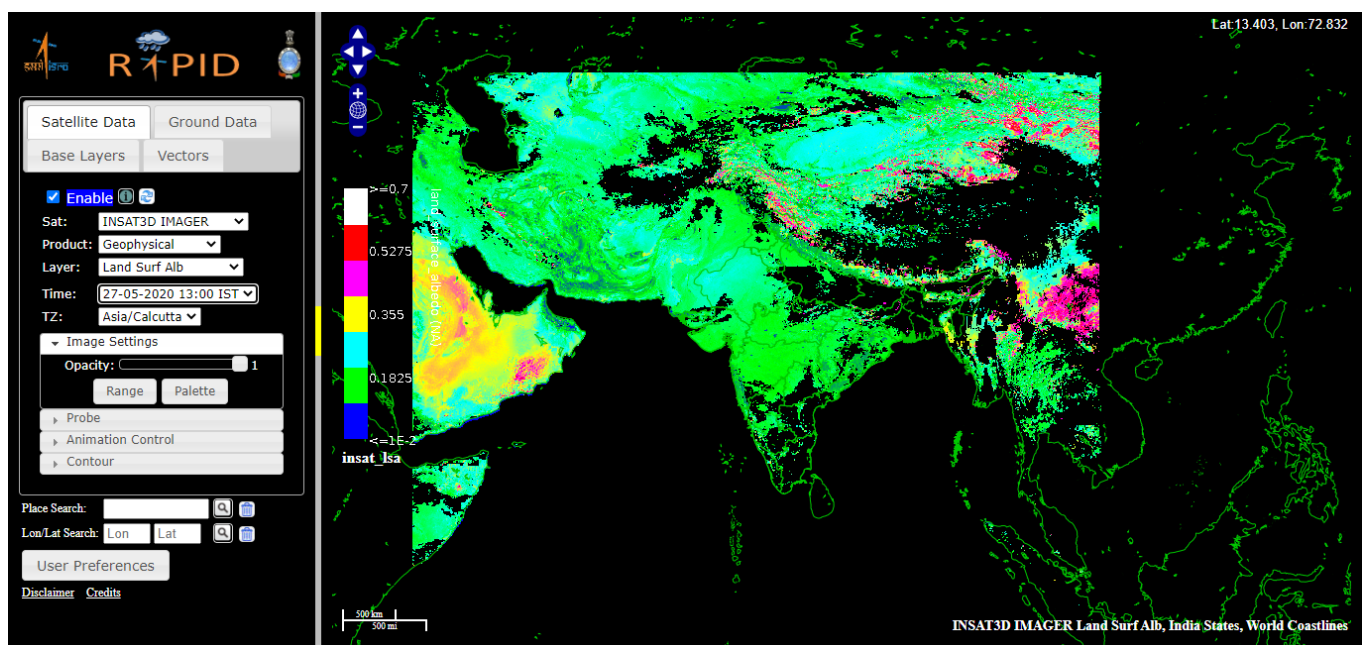 इसरो isro
RAPID
Satellite Data
Ground Data
Base Layers
Vectors
Enable
Sat: INSAT3D IMAGER
Product: Geophysical
Layer: Land Surf Alb
Time: 27-05-2020 13:00 IST
TZ: Asia/Calcutta
Image Settings
Opacity: 1
Range
Palette
Probe
Animation Control
Contour
Place Search:
Lon/Lat Search: Lon Lat
User Preferences
Disclaimer Credits
Lat:13.403, Lon:72.832
>=0.7
0.5275
0.355
0.1825
<=1E-2
land_surface_albedo (NA)
insat_lsa
500 km
500 mi
INSAT3D IMAGER Land Surf Alb, India States, World Coastlines